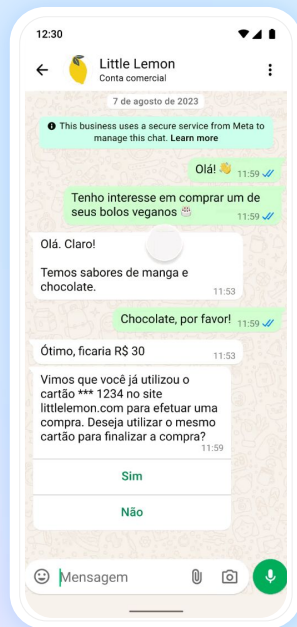 12:30
Little Lemon
Conta comercial
7 de agosto de 2023
This business uses a secure service from Meta to
manage this chat. Learn more
Olá! 👋 11:59
Tenho interesse em comprar um de
seus bolos veganos 🎂
11:59
Olá. Claro!
Temos sabores de manga e
chocolate.
11:53
Chocolate, por favor! 11:59
Ótimo, ficaria R$ 30
11:53
Vimos que você já utilizou o
cartão *** 1234 no site
littlelemon.com para efetuar uma
compra. Deseja utilizar o mesmo
cartão para finalizar a compra?
11:59
Sim
Não
Mensagem